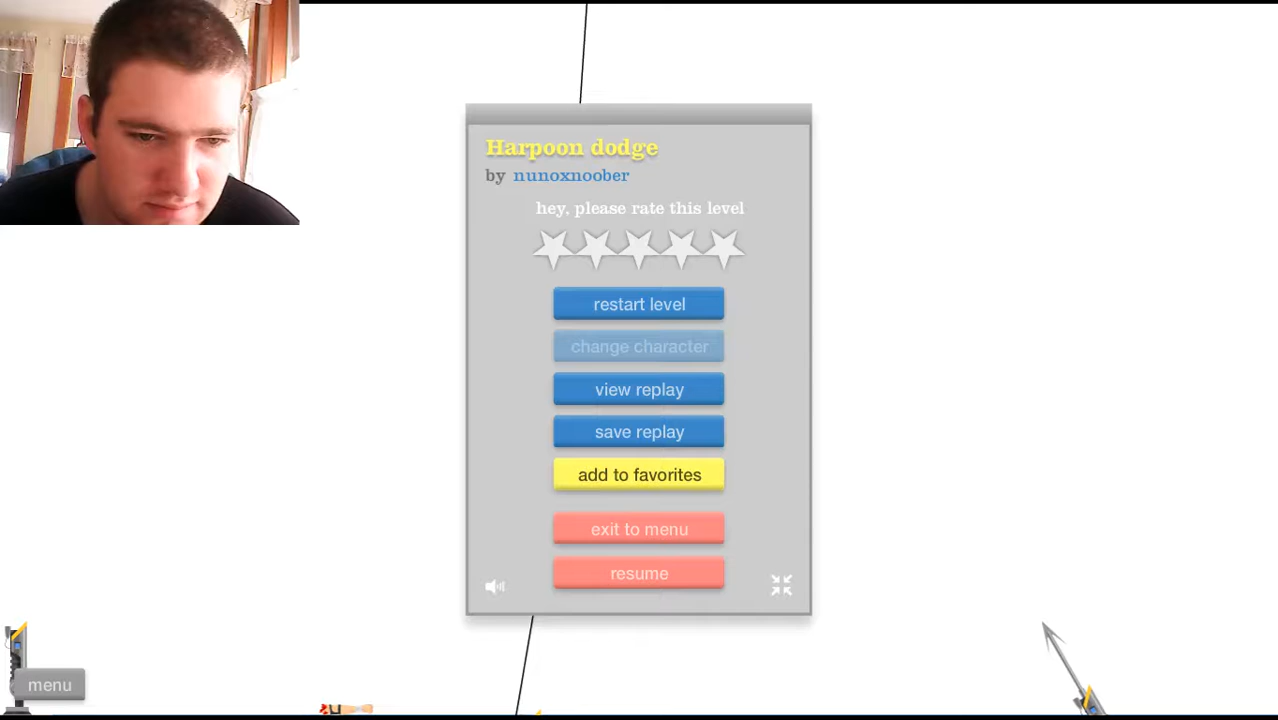 Harpoon dodge
by nunoxnoober
hey, please rate this level
restart level
change character
view replay
save replay
add to favorites
exit to menu
resume
menu